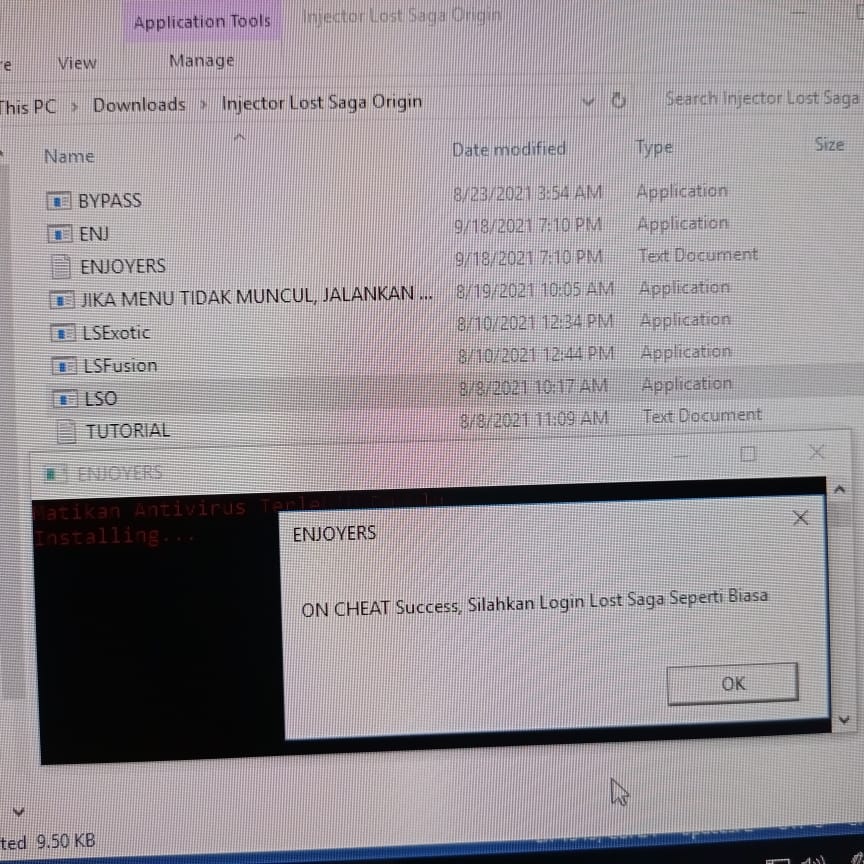 Application Tools Injector Lost Saga Origin
View Manage
This PC > Downloads > Injector Lost Saga Origin Search Injector Lost Saga
Name Date modified Type Size
BYPASS 8/23/2021 3:54 AM Application
ENJ 9/18/2021 7:10 PM Application
ENJOYERS 9/18/2021 7:10 PM Text Document
JIKA MENU TIDAK MUNCUL, JALANKAN ... 8/19/2021 10:05 AM Application
LSExotic 8/10/2021 12:34 PM Application
LSFusion 8/10/2021 12:44 PM Application
LSO 8/8/2021 10:17 AM Application
TUTORIAL 8/8/2021 11:09 AM Text Document
ENJOYERS
Matikan Antivirus
Installing...
ENJOYERS
ON CHEAT Success, Silahkan Login Lost Saga Seperti Biasa
OK
ted 9.50 KB